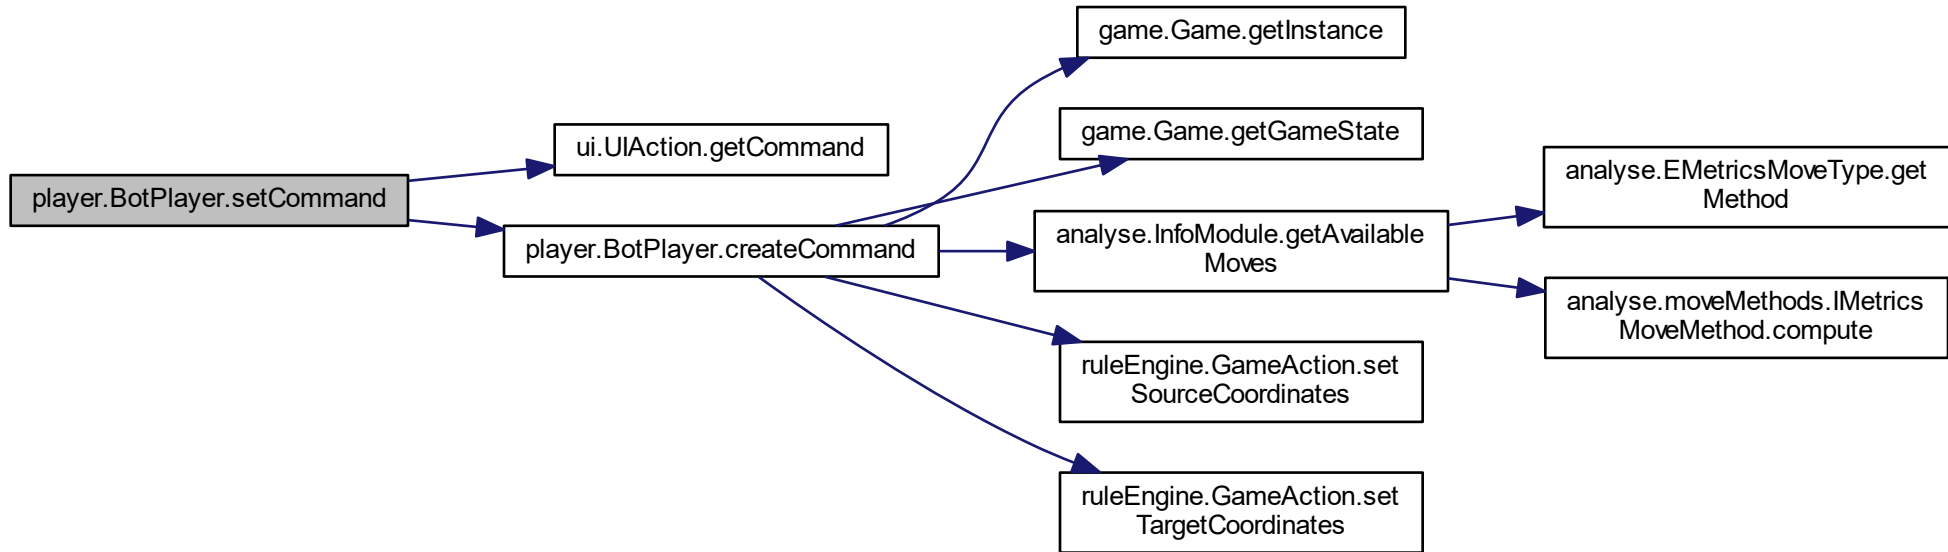 player.BotPlayer.setCommand
ui.UIAction.getCommand
player.BotPlayer.createCommand
game.Game.getInstance
game.Game.getGameState
analyse.InfoModule.getAvailable
Moves
ruleEngine.GameAction.set
SourceCoordinates
ruleEngine.GameAction.set
TargetCoordinates
analyse.EMetricsMoveType.get
Method
analyse.moveMethods.IMetrics
MoveMethod.compute